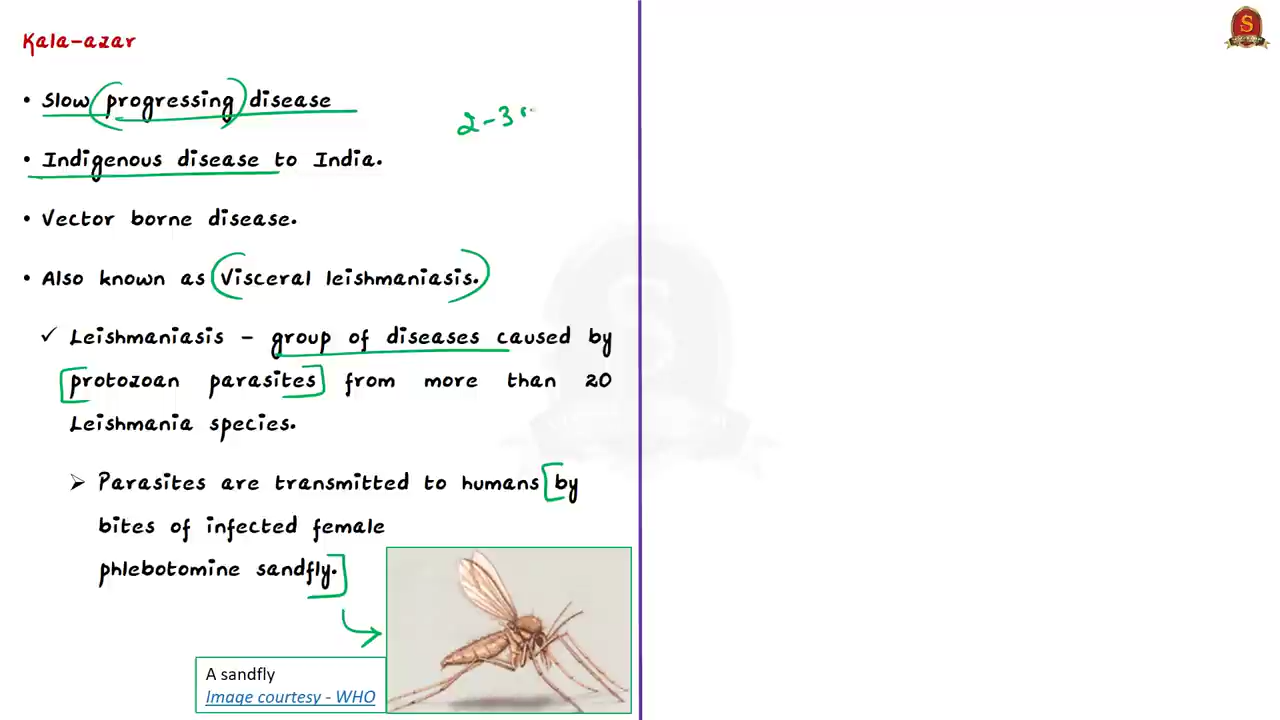 Kala-azar
• Slow progressing disease
2-3
• Indigenous disease to India.
• Vector borne disease.
• Also known as Visceral leishmaniasis.
✓ Leishmaniasis - group of diseases caused by
protozoan parasites from more than 20
Leishmania species.
➤ Parasites are transmitted to humans by
bites of infected female
phlebotomine sandfly.
A sandfly
Image courtesy - WHO
S